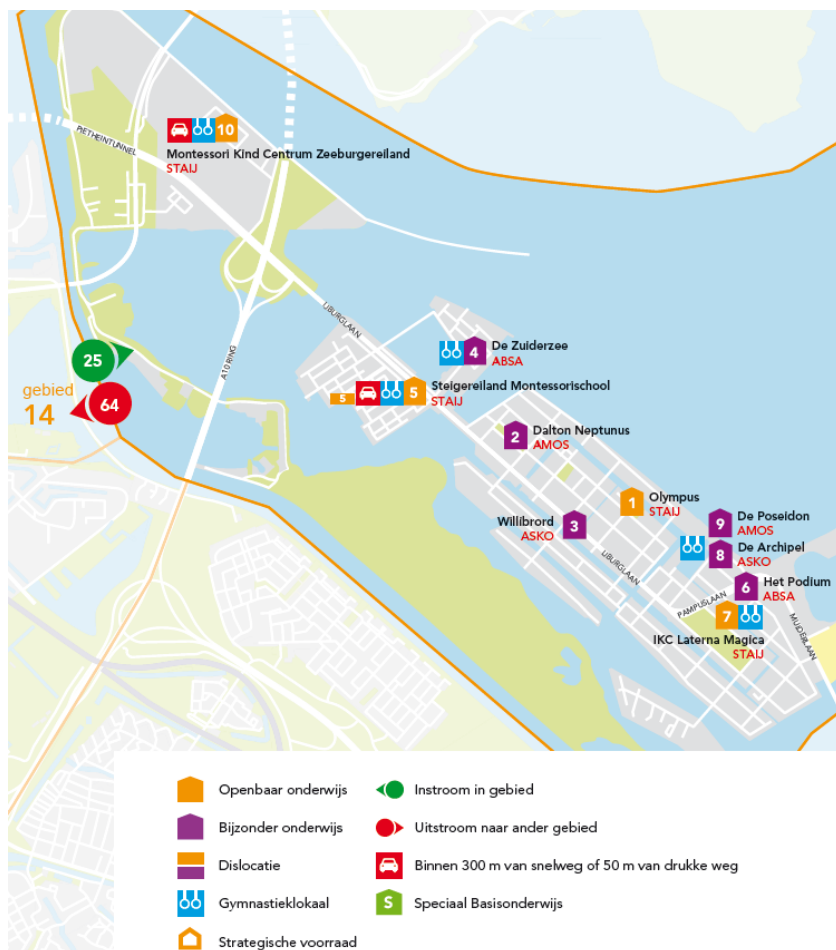 PIETHEINTUNNEL
10
Montessori Kind Centrum Zeeburgereiland
STAIJ
A10 RING
IJBURGLAAN
25
gebied
14
64
4
De Zuiderzee
ABSA
5
5
Steigereiland Montessorischool
STAIJ
2
Dalton Neptunus
AMOS
1
Olympus
STAIJ
Willibrord
ASKO
3
9
De Poseidon
AMOS
8
De Archipel
ASKO
IJBURGLAAN
6
Het Podium
ABSA
PAMPUSLAAN
7
IKC Laterna Magica
STAIJ
MUIDERLAAN
Openbaar onderwijs
Instroom in gebied
Bijzonder onderwijs
Uitstroom naar ander gebied
Dislocatie
Binnen 300 m van snelweg of 50 m van drukke weg
Gymnastieklokaal
S
Speciaal Basisonderwijs
Strategische voorraad